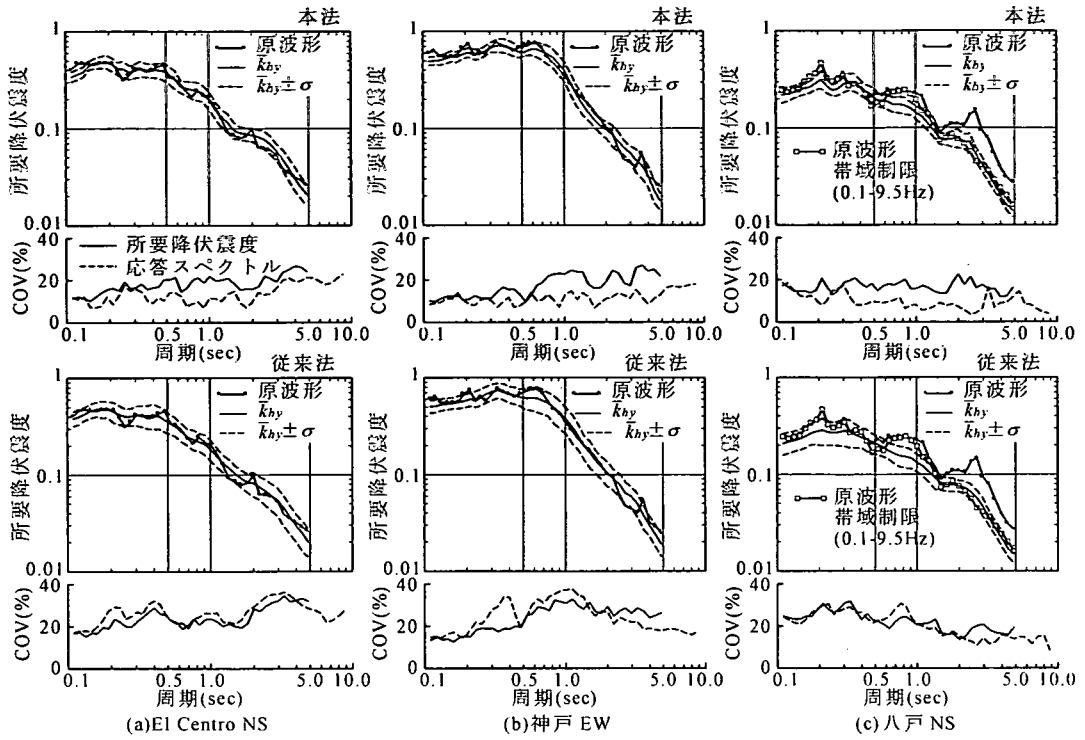 本法
1
原波形
k̄hy
k̄hy±σ
所要降伏震度
0.1
0.01
40
所要降伏震度
応答スペクトル
COV(%)
20
0
0.1
0.5
1.0
5.0
10.0
周期(sec)
本法
1
原波形
k̄hy
k̄hy±σ
所要降伏震度
0.1
0.01
40
COV(%)
20
0
0.1
0.5
1.0
5.0
10.0
周期(sec)
本法
1
原波形
k̄hy
k̄hy±σ
所要降伏震度
0.1
原波形
帯域制限
(0.1-9.5Hz)
0.01
40
COV(%)
20
0
0.1
0.5
1.0
5.0
10.0
周期(sec)
従来法
1
原波形
k̄hy
k̄hy±σ
所要降伏震度
0.1
0.01
40
COV(%)
20
0
0.1
0.5
1.0
5.0
10.0
周期(sec)
(a)El Centro NS
従来法
1
原波形
k̄hy
k̄hy±σ
所要降伏震度
0.1
0.01
40
COV(%)
20
0
0.1
0.5
1.0
5.0
10.0
周期(sec)
(b)神戸 EW
従来法
1
原波形
k̄hy
k̄hy±σ
所要降伏震度
0.1
原波形
帯域制限
(0.1-9.5Hz)
0.01
40
COV(%)
20
0
0.1
0.5
1.0
5.0
10.0
周期(sec)
(c)八戸 NS